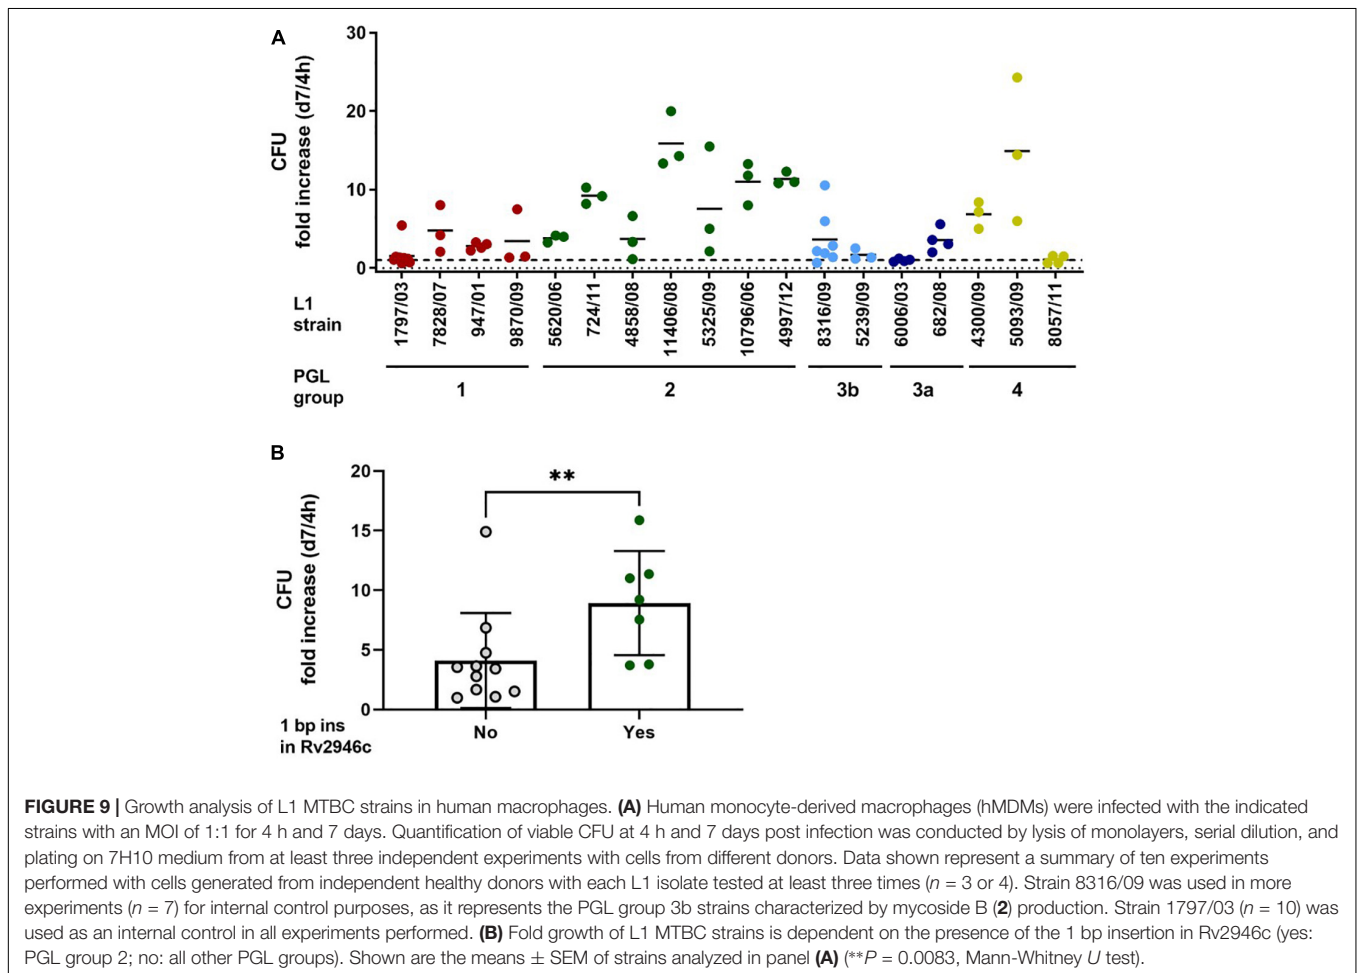 A
30
20
10
0
CFU
fold increase (d7/4h)
L1
strain
1797/03
7828/07
947/01
9870/09
5620/06
724/11
4858/08
11406/08
5325/09
10796/06
4997/12
8316/09
5239/09
6006/03
682/08
4300/09
5093/09
8057/11
PGL
group
1
2
3b
3a
4
B
20
15
10
5
0
CFU
fold increase (d7/4h)
**
1 bp ins
in Rv2946c
No
Yes
FIGURE 9 | Growth analysis of L1 MTBC strains in human macrophages. (A) Human monocyte-derived macrophages (hMDMs) were infected with the indicated
strains with an MOI of 1:1 for 4 h and 7 days. Quantification of viable CFU at 4 h and 7 days post infection was conducted by lysis of monolayers, serial dilution, and
plating on 7H10 medium from at least three independent experiments with cells from different donors. Data shown represent a summary of ten experiments
performed with cells generated from independent healthy donors with each L1 isolate tested at least three times (n = 3 or 4). Strain 8316/09 was used in more
experiments (n = 7) for internal control purposes, as it represents the PGL group 3b strains characterized by mycoside B (2) production. Strain 1797/03 (n = 10) was
used as an internal control in all experiments performed. (B) Fold growth of L1 MTBC strains is dependent on the presence of the 1 bp insertion in Rv2946c (yes:
PGL group 2; no: all other PGL groups). Shown are the means ± SEM of strains analyzed in panel (A) (**P = 0.0083, Mann-Whitney U test).